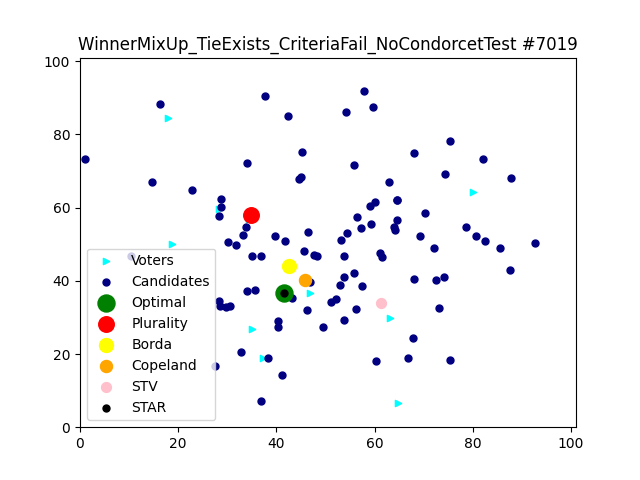 WinnerMixUp_TieExists_CriteriaFail_NoCondorcetTest #7019
100
80
60
40
20
0
Voters
Candidates
Optimal
Plurality
Borda
Copeland
STV
STAR
0 20 40 60 80 100